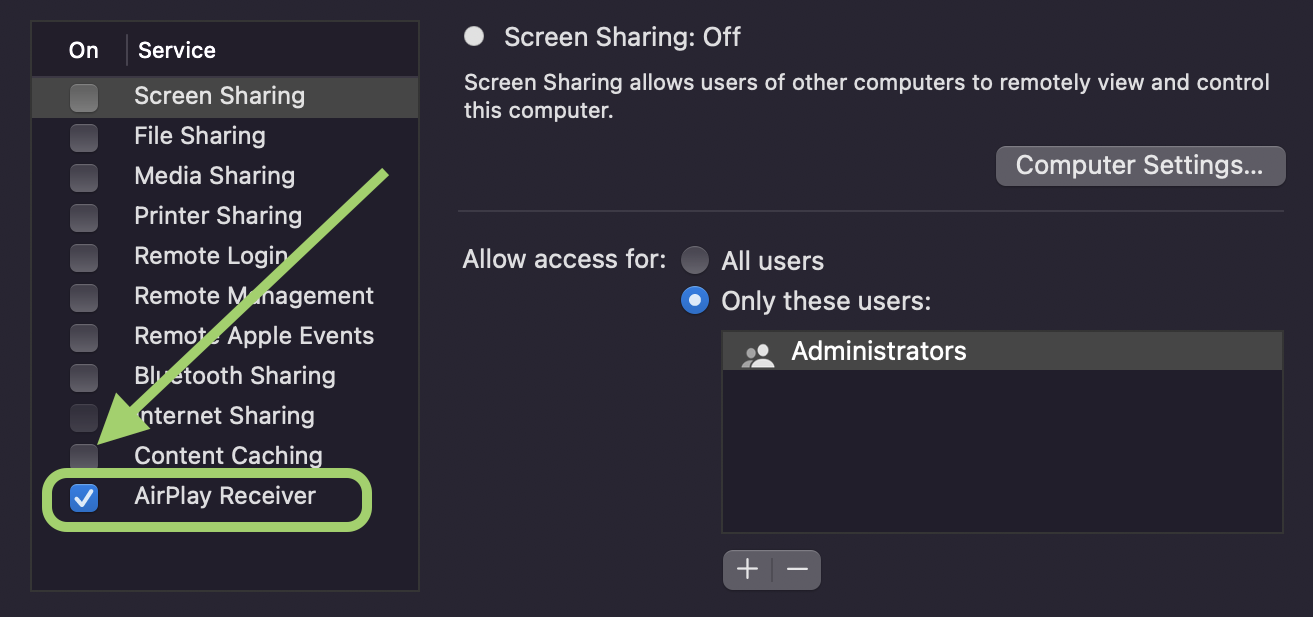 On Service
Screen Sharing
File Sharing
Media Sharing
Printer Sharing
Remote Login
Remote Management
Remote Apple Events
Bluetooth Sharing
Internet Sharing
Content Caching
AirPlay Receiver
Screen Sharing: Off
Screen Sharing allows users of other computers to remotely view and control
this computer.
Computer Settings...
Allow access for: All users
Only these users:
Administrators
+ −